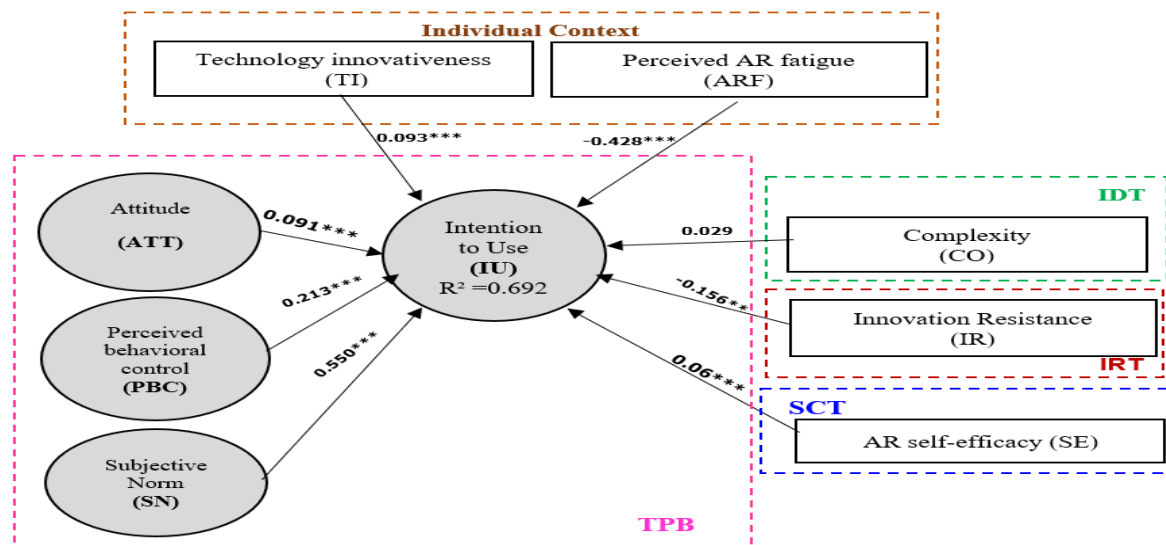 Individual Context
Technology innovativeness
(TI)
Perceived AR fatigue
(ARF)
0.093***
-0.428***
Attitude
(ATT)
0.091***
Perceived
behavioral
control
(PBC)
0.213***
Subjective
Norm
(SN)
0.550***
Intention
to Use
(IU)
R² =0.692
TPB
IDT
Complexity
(CO)
0.029
Innovation Resistance
(IR)
IRT
-0.156**
SCT
AR self-efficacy (SE)
0.06***